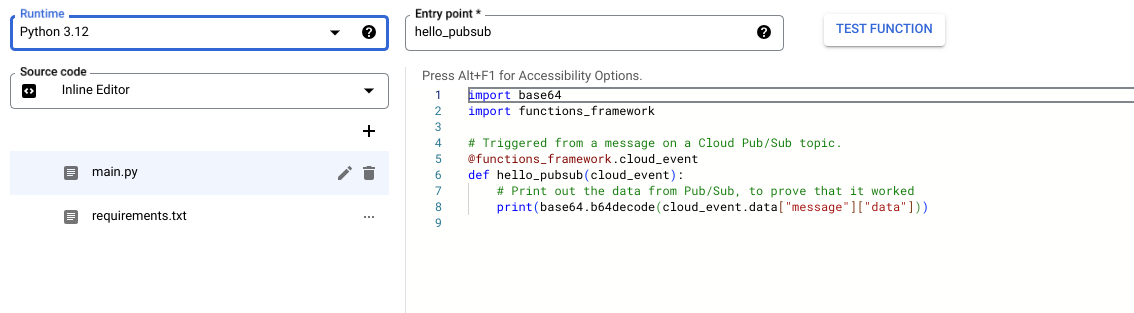 Runtime
Python 3.12
Entry point *
hello_pubsub
TEST FUNCTION
Source code
Inline Editor
main.py
requirements.txt
Press Alt+F1 for Accessibility Options.
1 import base64
2 import functions_framework
3
4 # Triggered from a message on a Cloud Pub/Sub topic.
5 @functions_framework.cloud_event
6 def hello_pubsub(cloud_event):
7     # Print out the data from Pub/Sub, to prove that it worked
8     print(base64.b64decode(cloud_event.data["message"]["data"]))
9